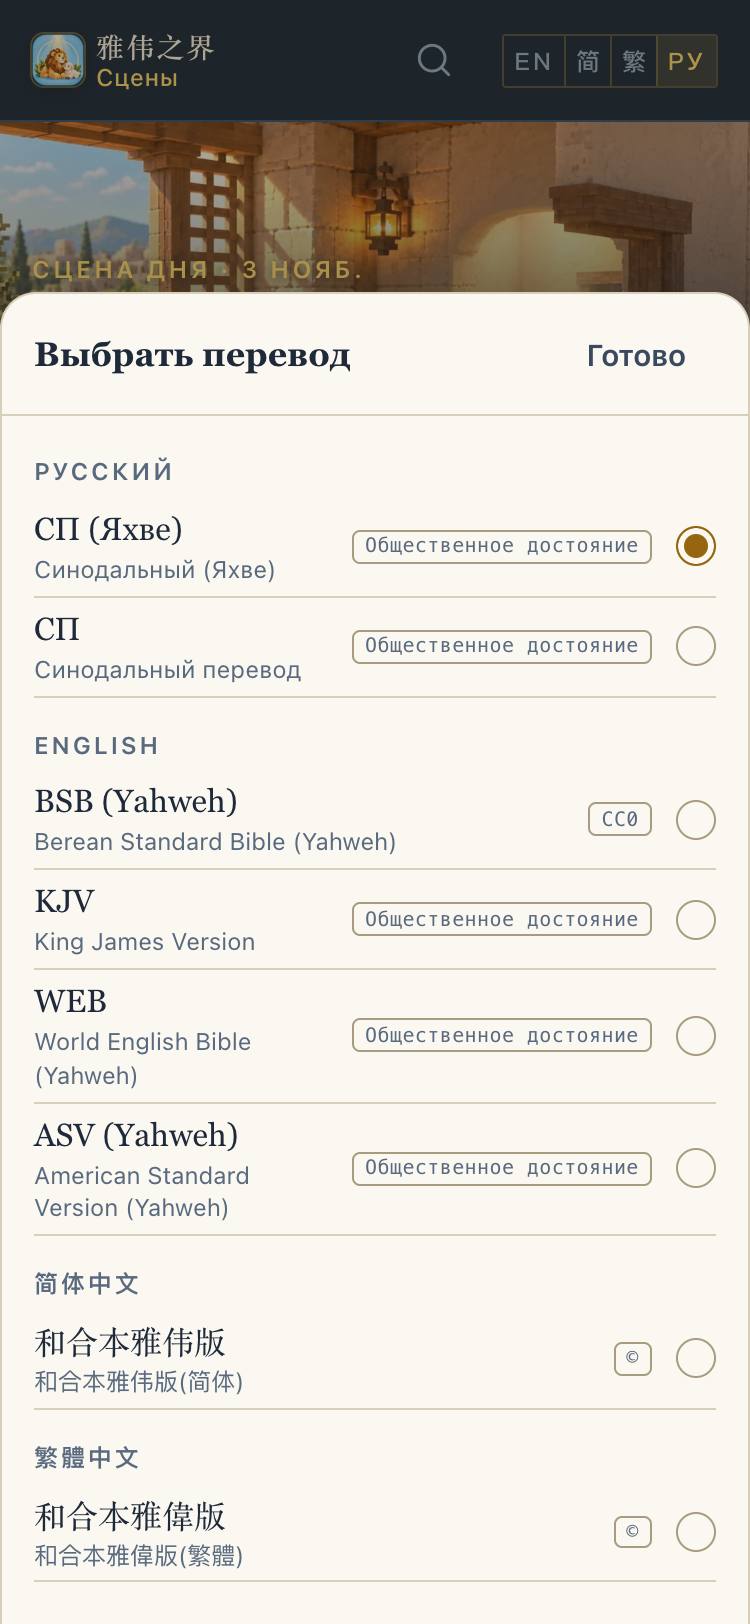 雅伟之界
Сцены
EN 简 繁 РУ
СЦЕНА ДНЯ · 3 НОЯБ.
Выбрать перевод
Готово
РУССКИЙ
СП (Яхве)
Синодальный (Яхве)
Общественное достояние
СП
Синодальный перевод
Общественное достояние
ENGLISH
BSB (Yahweh)
Berean Standard Bible (Yahweh)
CC0
KJV
King James Version
Общественное достояние
WEB
World English Bible
(Yahweh)
Общественное достояние
ASV (Yahweh)
American Standard
Version (Yahweh)
Общественное достояние
简体中文
和合本雅伟版
和合本雅伟版(简体)
©
繁體中文
和合本雅偉版
和合本雅偉版(繁體)
©